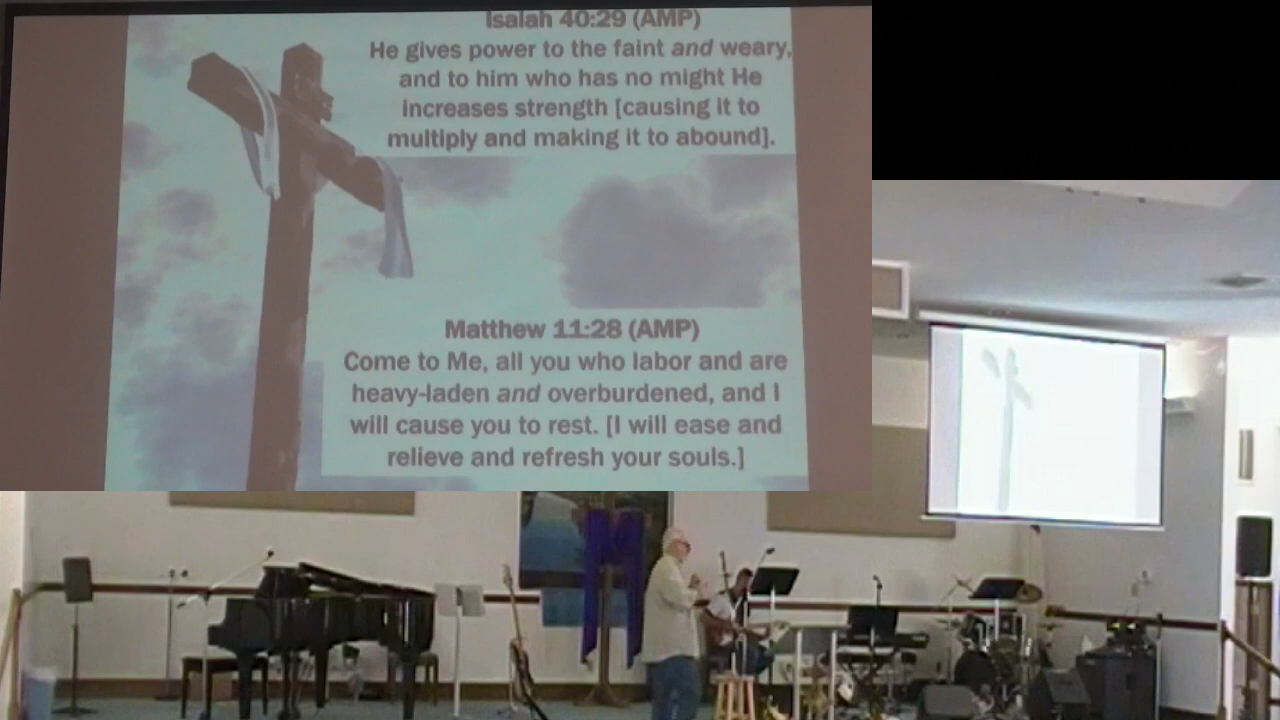 Isaiah 40:29 (AMP)
He gives power to the faint and weary,
and to him who has no might He
increases strength [causing it to
multiply and making it to abound].
Matthew 11:28 (AMP)
Come to Me, all you who labor and are
heavy-laden and overburdened, and I
will cause you to rest. [I will ease and
relieve and refresh your souls.]